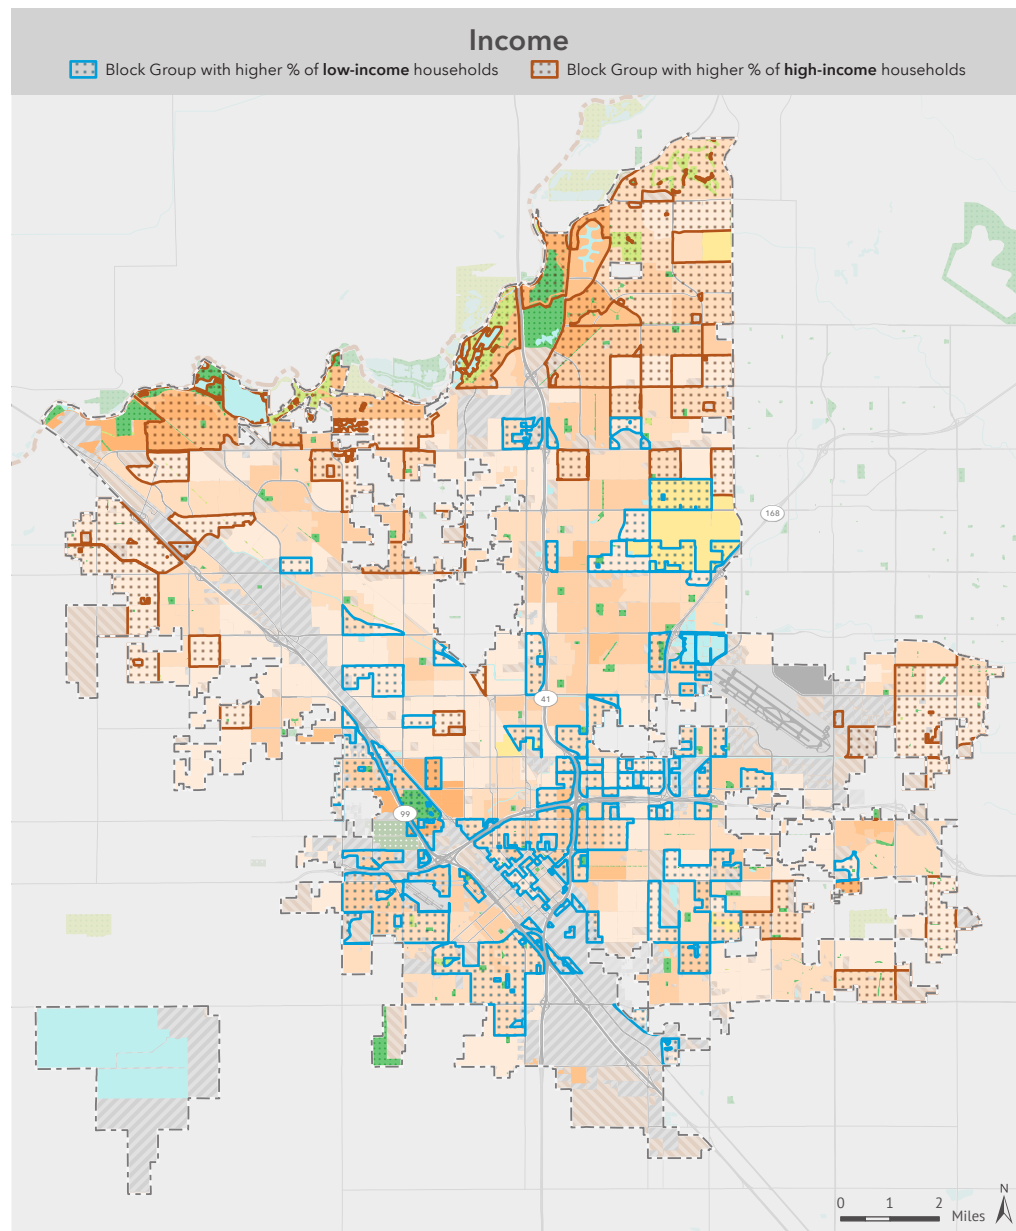 Income
Block Group with higher % of low-income households
Block Group with higher % of high-income households
168
41
99
N
0 1 2
Miles